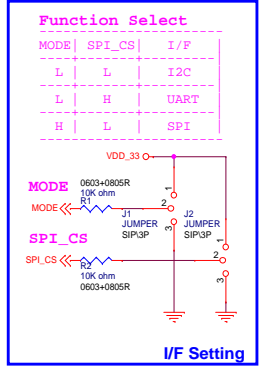 Function Select
MODE| SPI_CS| I/F
L | L | I2C
L | H | UART
H | L | SPI
VDD_33
MODE
0603+0805R
10K ohm
R1
MODE
1
2
3
J1
JUMPER
SIP\3P
J2
JUMPER
SIP\3P
1
2
3
SPI_CS
SPI_CS
R2
10K ohm
0603+0805R
I/F Setting